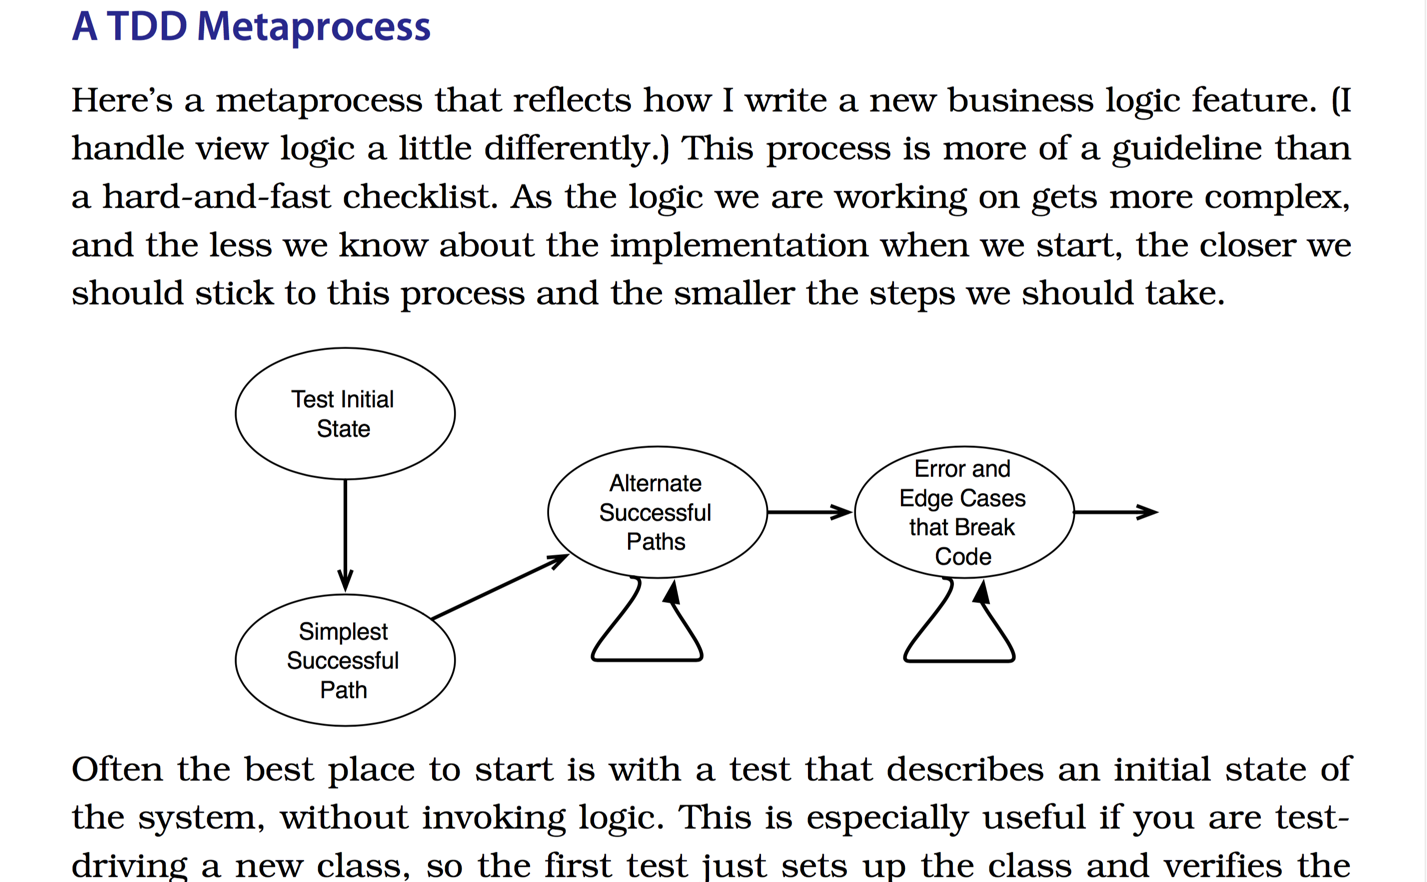 A TDD Metaprocess
Here’s a metaprocess that reflects how I write a new business logic feature. (I
handle view logic a little differently.) This process is more of a guideline than
a hard-and-fast checklist. As the logic we are working on gets more complex,
and the less we know about the implementation when we start, the closer we
should stick to this process and the smaller the steps we should take.
Test Initial
State
Simplest
Successful
Path
Alternate
Successful
Paths
Error and
Edge Cases
that Break
Code
Often the best place to start is with a test that describes an initial state of
the system, without invoking logic. This is especially useful if you are test-
driving a new class, so the first test just sets up the class and verifies the